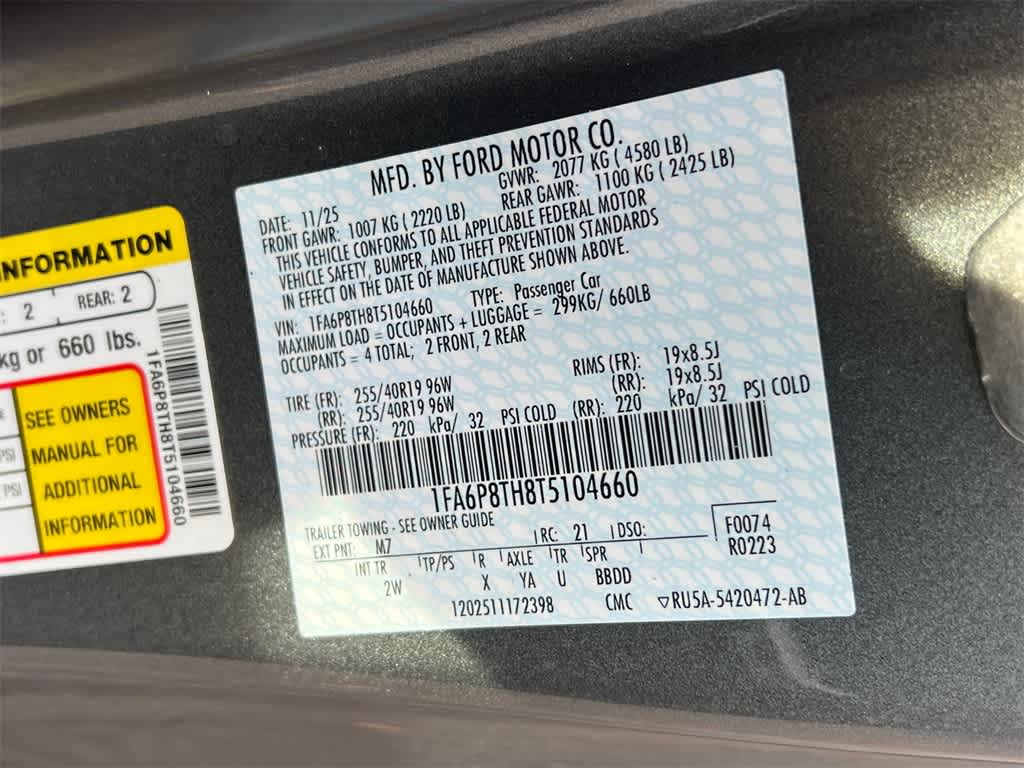 INFORMATION
: 2 REAR: 2
kg or 660 lbs.
SEE OWNERS
PSI MANUAL FOR
PSI ADDITIONAL
INFORMATION
1FA6P8TH8T5104660
MFD. BY FORD MOTOR CO.
DATE: 11/25 GVWR: 2077 KG ( 4580 LB)
FRONT GAWR: 1007 KG ( 2220 LB) REAR GAWR: 1100 KG ( 2425 LB)
THIS VEHICLE CONFORMS TO ALL APPLICABLE FEDERAL MOTOR
VEHICLE SAFETY, BUMPER, AND THEFT PREVENTION STANDARDS
IN EFFECT ON THE DATE OF MANUFACTURE SHOWN ABOVE.
VIN: 1FA6P8TH8T5104660 TYPE: Passenger Car
MAXIMUM LOAD = OCCUPANTS + LUGGAGE = 299KG/ 660LB
OCCUPANTS = 4 TOTAL; 2 FRONT, 2 REAR
TIRE (FR): 255/40R19 96W RIMS (FR): 19x8.5J
(RR): 255/40R19 96W (RR): 19x8.5J
PRESSURE (FR): 220 kPa/ 32 PSI COLD (RR): 220 kPa/ 32 PSI COLD
1FA6P8TH8T5104660
TRAILER TOWING - SEE OWNER GUIDE
EXT PNT: M7 RC: 21 DSO: F0074
INT TR TP/PS R AXLE TR SPR R0223
2W X YA U BBDD
1202511172398 CMC ▽RU5A-5420472-AB